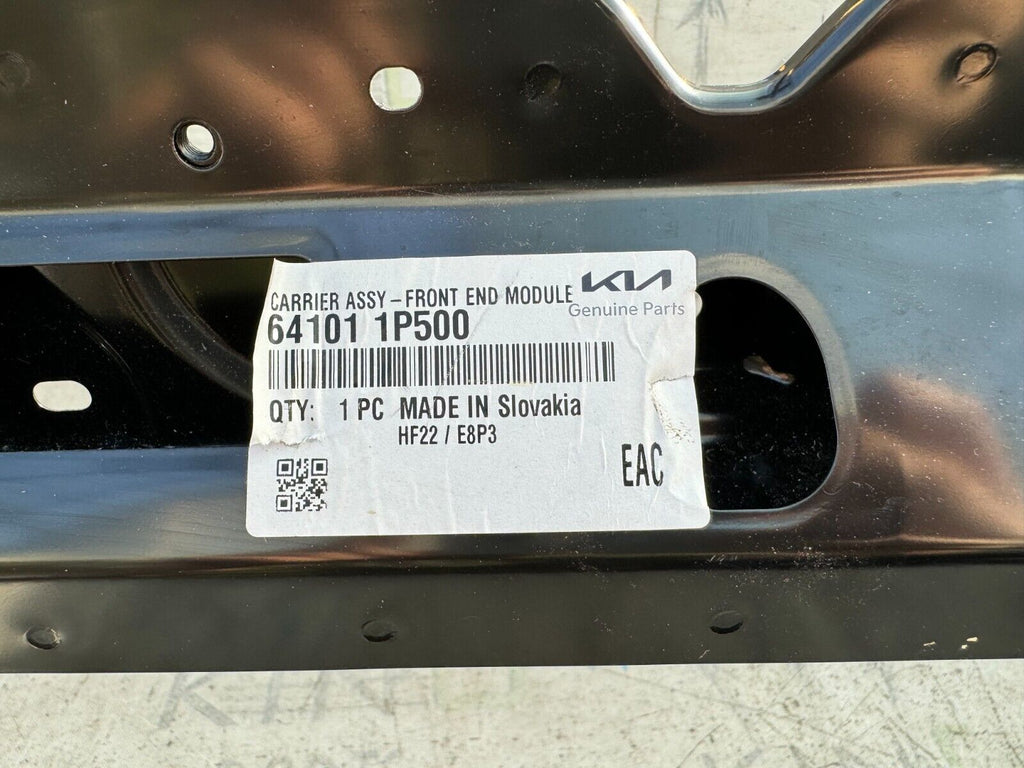 KIA
Genuine Parts
CARRIER ASSY-FRONT END MODULE
64101 1P500
QTY: 1 PC MADE IN Slovakia
HF22 / E8P3
EAC